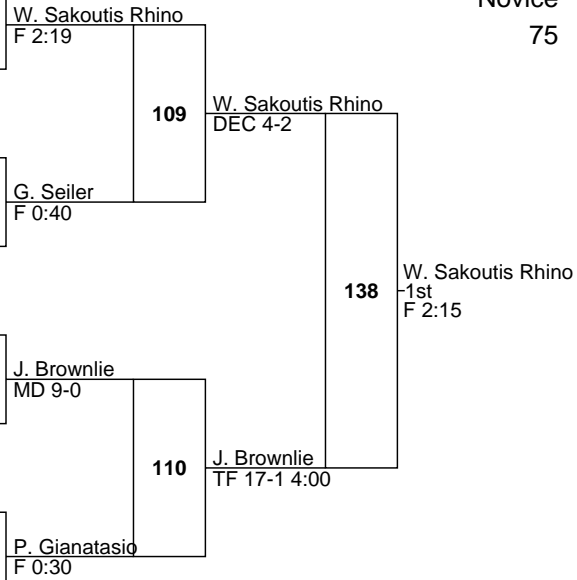 Novice
75
W. Sakoutis Rhino
F 2:19
109
W. Sakoutis Rhino
DEC 4-2
G. Seiler
F 0:40
138
W. Sakoutis Rhino
1st
F 2:15
J. Brownlie
MD 9-0
110
J. Brownlie
TF 17-1 4:00
P. Gianatasio
F 0:30